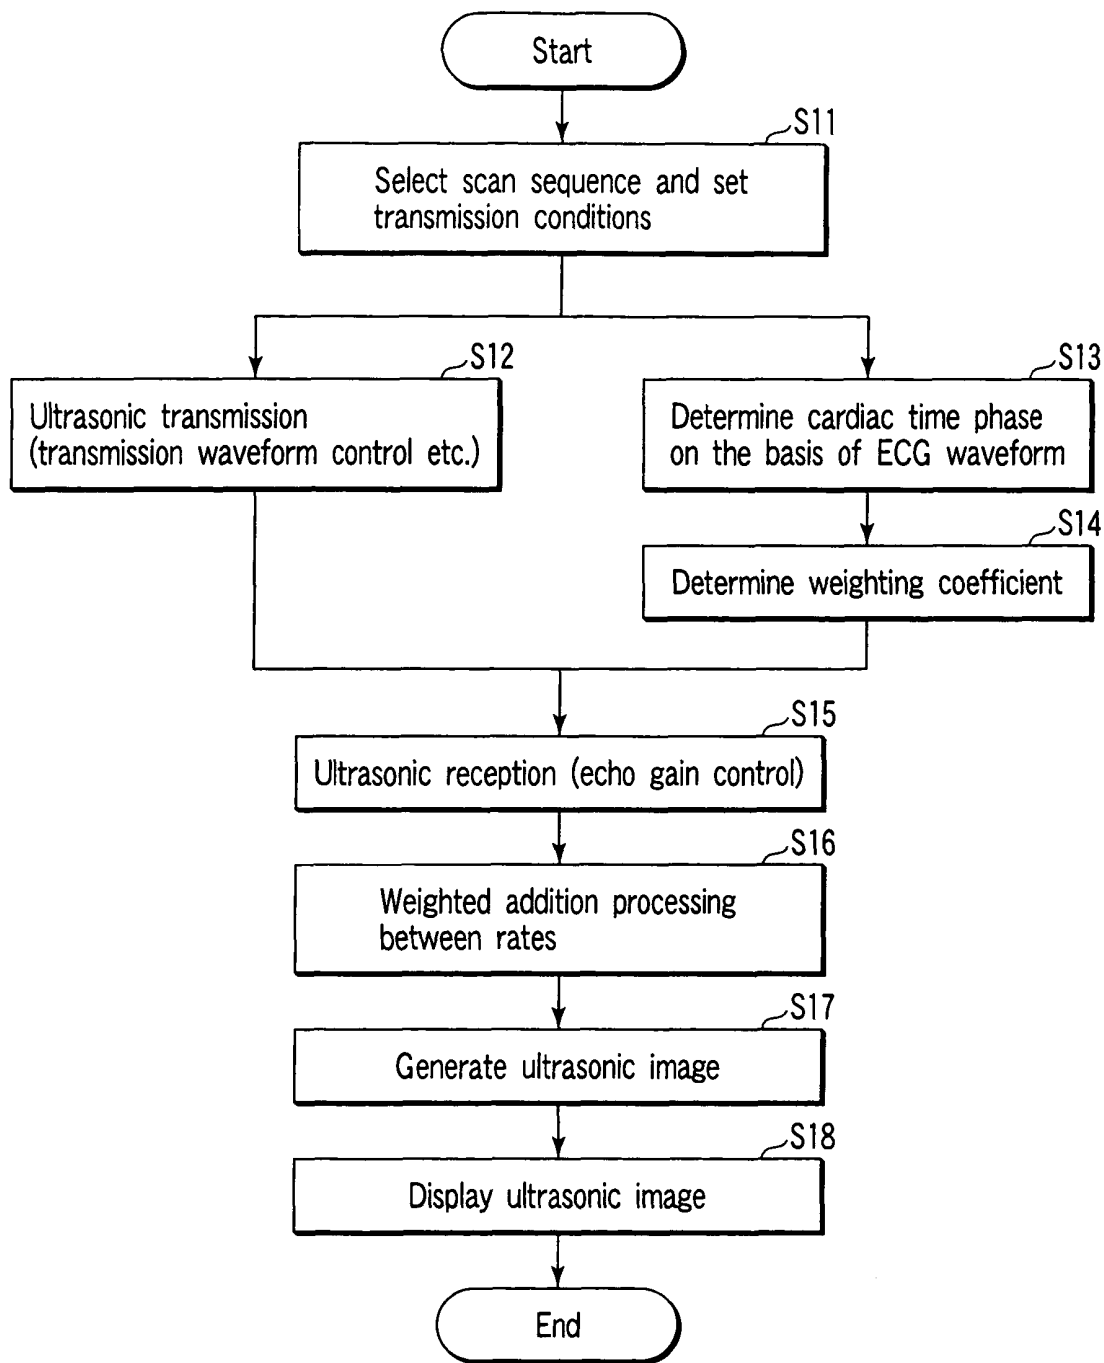 Start
S11
Select scan sequence and set
transmission conditions
S12
Ultrasonic transmission
(transmission waveform control etc.)
S13
Determine cardiac time phase
on the basis of ECG waveform
S14
Determine weighting coefficient
S15
Ultrasonic reception (echo gain control)
S16
Weighted addition processing
between rates
S17
Generate ultrasonic image
S18
Display ultrasonic image
End